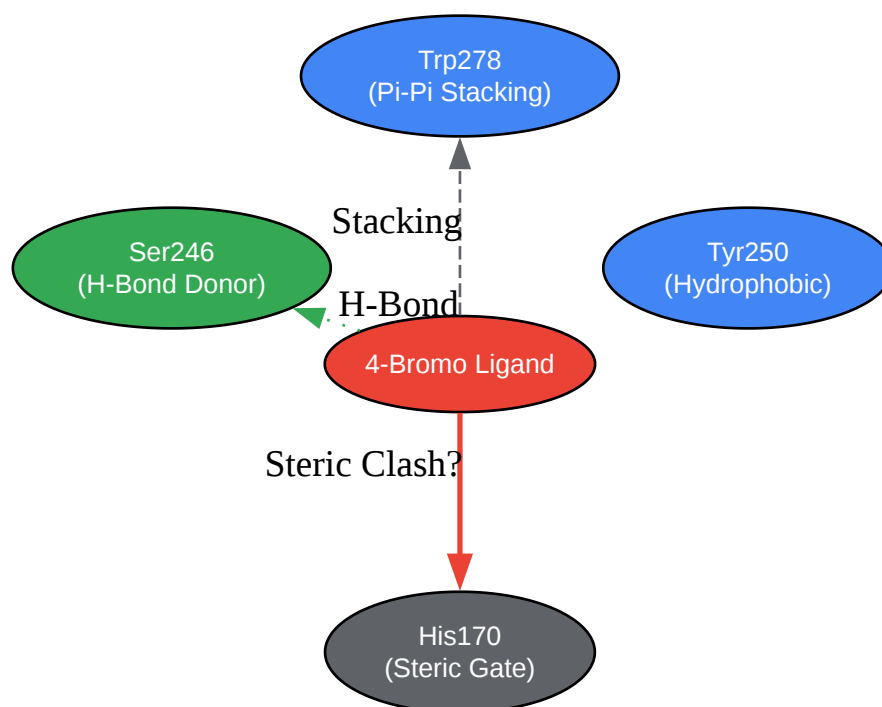 Trp278
(Pi-Pi Stacking)
Stacking
Ser246
(H-Bond Donor)
Tyr250
(Hydrophobic)
H-Bond
4-Bromo Ligand
Steric Clash?
His170
(Steric Gate)